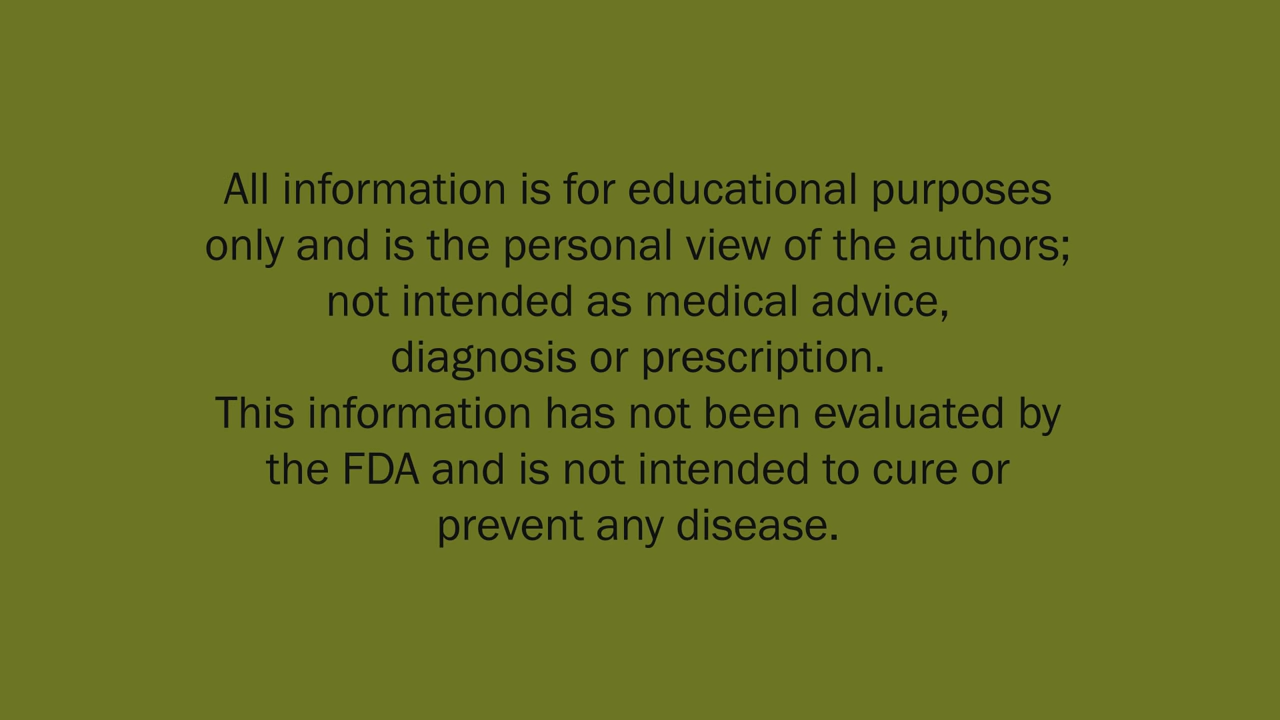 All information is for educational purposes
only and is the personal view of the authors;
not intended as medical advice,
diagnosis or prescription.
This information has not been evaluated by
the FDA and is not intended to cure or
prevent any disease.